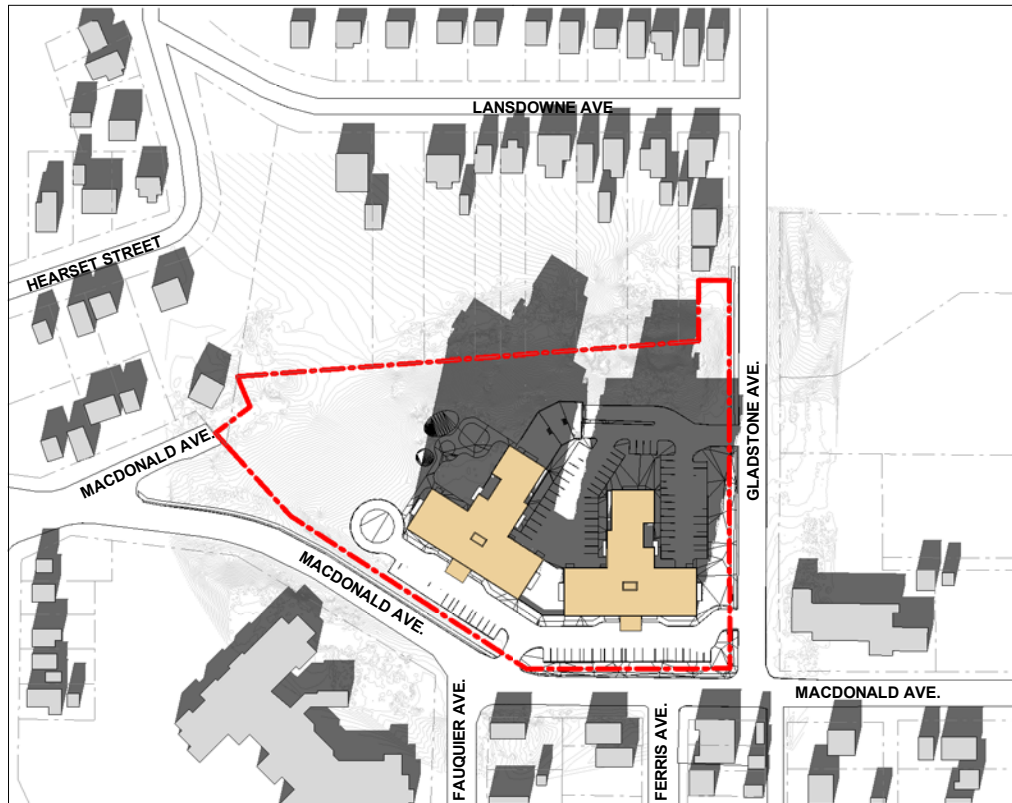 LANSDOWNE AVE
HEARSET STREET
GLADSTONE AVE.
MACDONALD AVE.
MACDONALD AVE.
MACDONALD AVE.
FAUQUIER AVE.
FERRIS AVE.